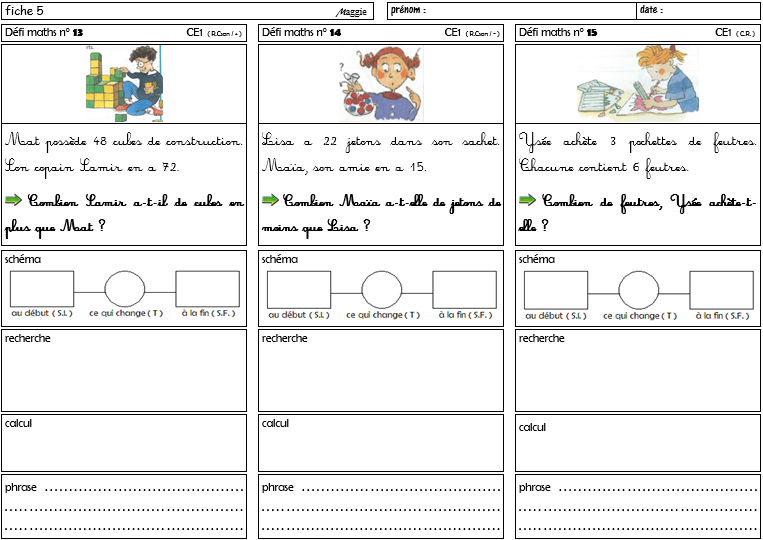 fiche 5 Maggie prénom : date :
Défi maths n° 13 CE1 ( R.Cson / + )
Mat possède 48 cubes de construction.
Son copain Samir en a 72.
Combien Samir a-t-il de cubes en
plus que Mat ?
schéma
au début ( S.I. ) ce qui change ( T ) à la fin ( S.F. )
recherche
calcul
phrase
Défi maths n° 14 CE1 ( R.Cson / - )
Lisa a 22 jetons dans son sachet.
Maïa, son amie en a 15.
Combien Maïa a-t-elle de jetons de
moins que Lisa ?
schéma
au début ( S.I. ) ce qui change ( T ) à la fin ( S.F. )
recherche
calcul
phrase
Défi maths n° 15 CE1 ( C.R. )
Ysée achète 3 pochettes de feutres.
Chacune contient 6 feutres.
Combien de feutres, Ysée achète-t-
elle ?
schéma
au début ( S.I. ) ce qui change ( T ) à la fin ( S.F. )
recherche
calcul
phrase